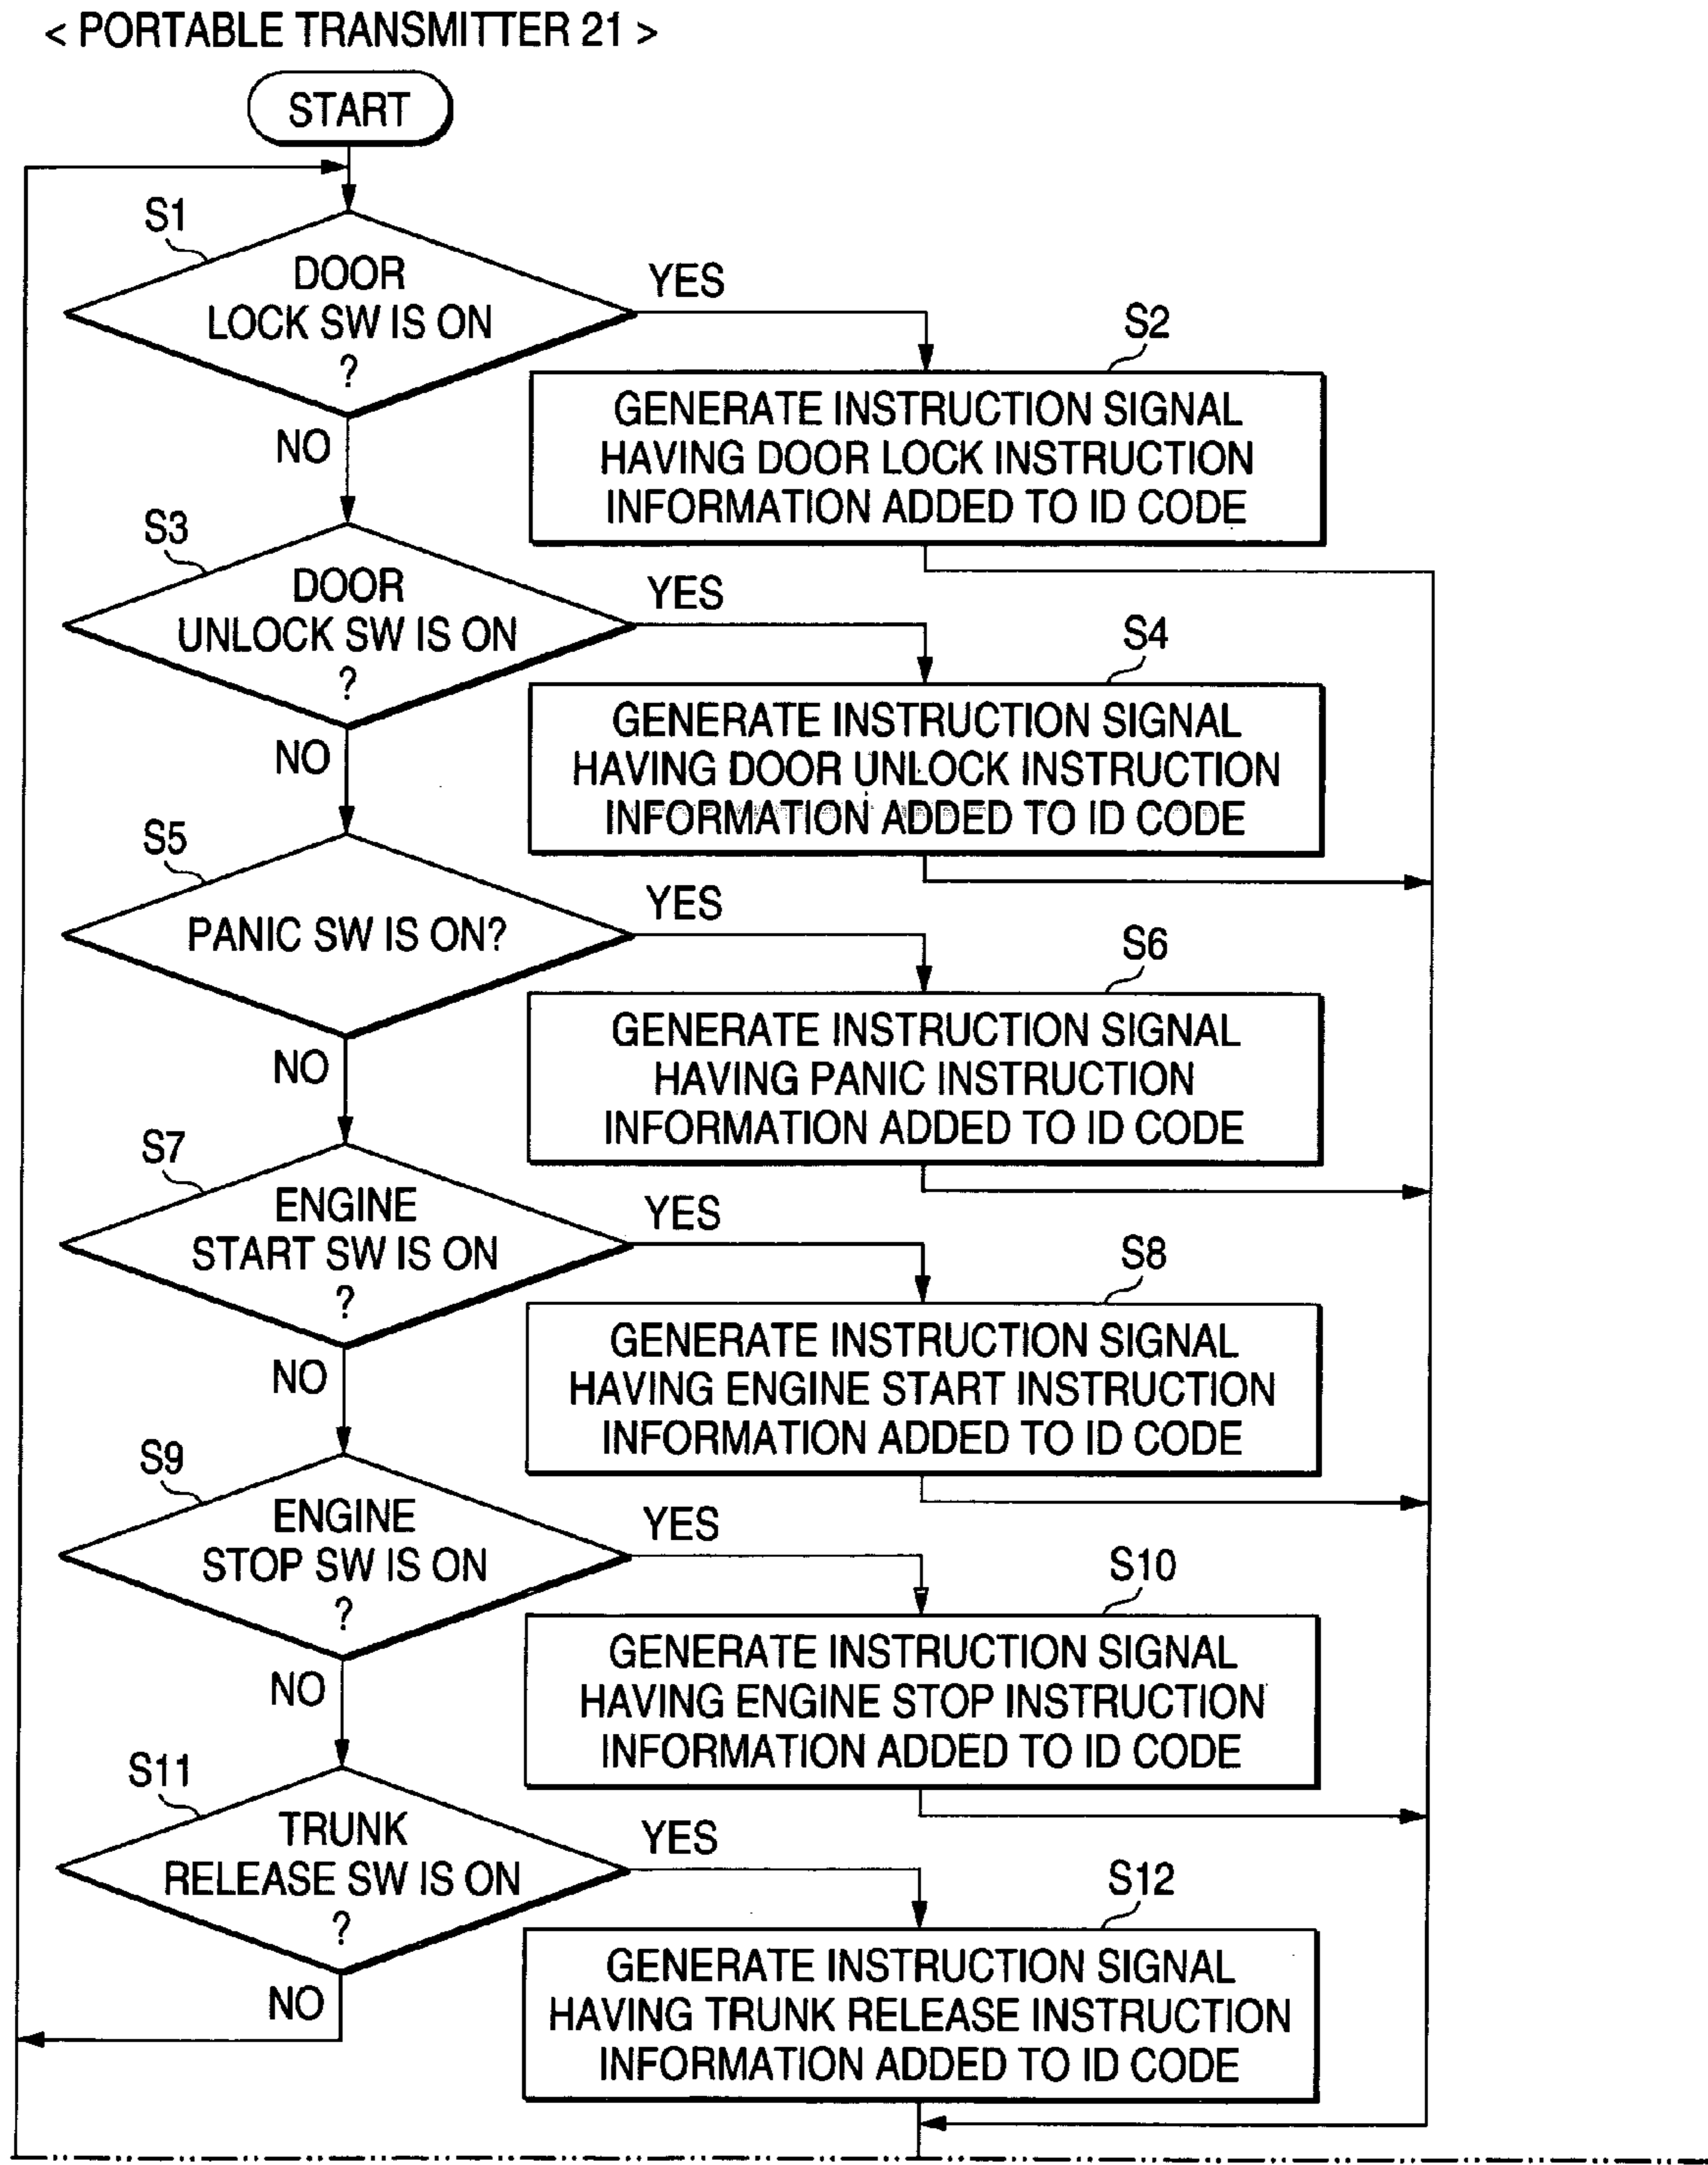 < PORTABLE TRANSMITTER 21 >
START
S1
DOOR
LOCK SW IS ON
?
YES
NO
S2
GENERATE INSTRUCTION SIGNAL
HAVING DOOR LOCK INSTRUCTION
INFORMATION ADDED TO ID CODE
S3
DOOR
UNLOCK SW IS ON
?
YES
NO
S4
GENERATE INSTRUCTION SIGNAL
HAVING DOOR UNLOCK INSTRUCTION
INFORMATION ADDED TO ID CODE
S5
PANIC SW IS ON?
YES
NO
S6
GENERATE INSTRUCTION SIGNAL
HAVING PANIC INSTRUCTION
INFORMATION ADDED TO ID CODE
S7
ENGINE
START SW IS ON
?
YES
NO
S8
GENERATE INSTRUCTION SIGNAL
HAVING ENGINE START INSTRUCTION
INFORMATION ADDED TO ID CODE
S9
ENGINE
STOP SW IS ON
?
YES
NO
S10
GENERATE INSTRUCTION SIGNAL
HAVING ENGINE STOP INSTRUCTION
INFORMATION ADDED TO ID CODE
S11
TRUNK
RELEASE SW IS ON
?
YES
NO
S12
GENERATE INSTRUCTION SIGNAL
HAVING TRUNK RELEASE INSTRUCTION
INFORMATION ADDED TO ID CODE